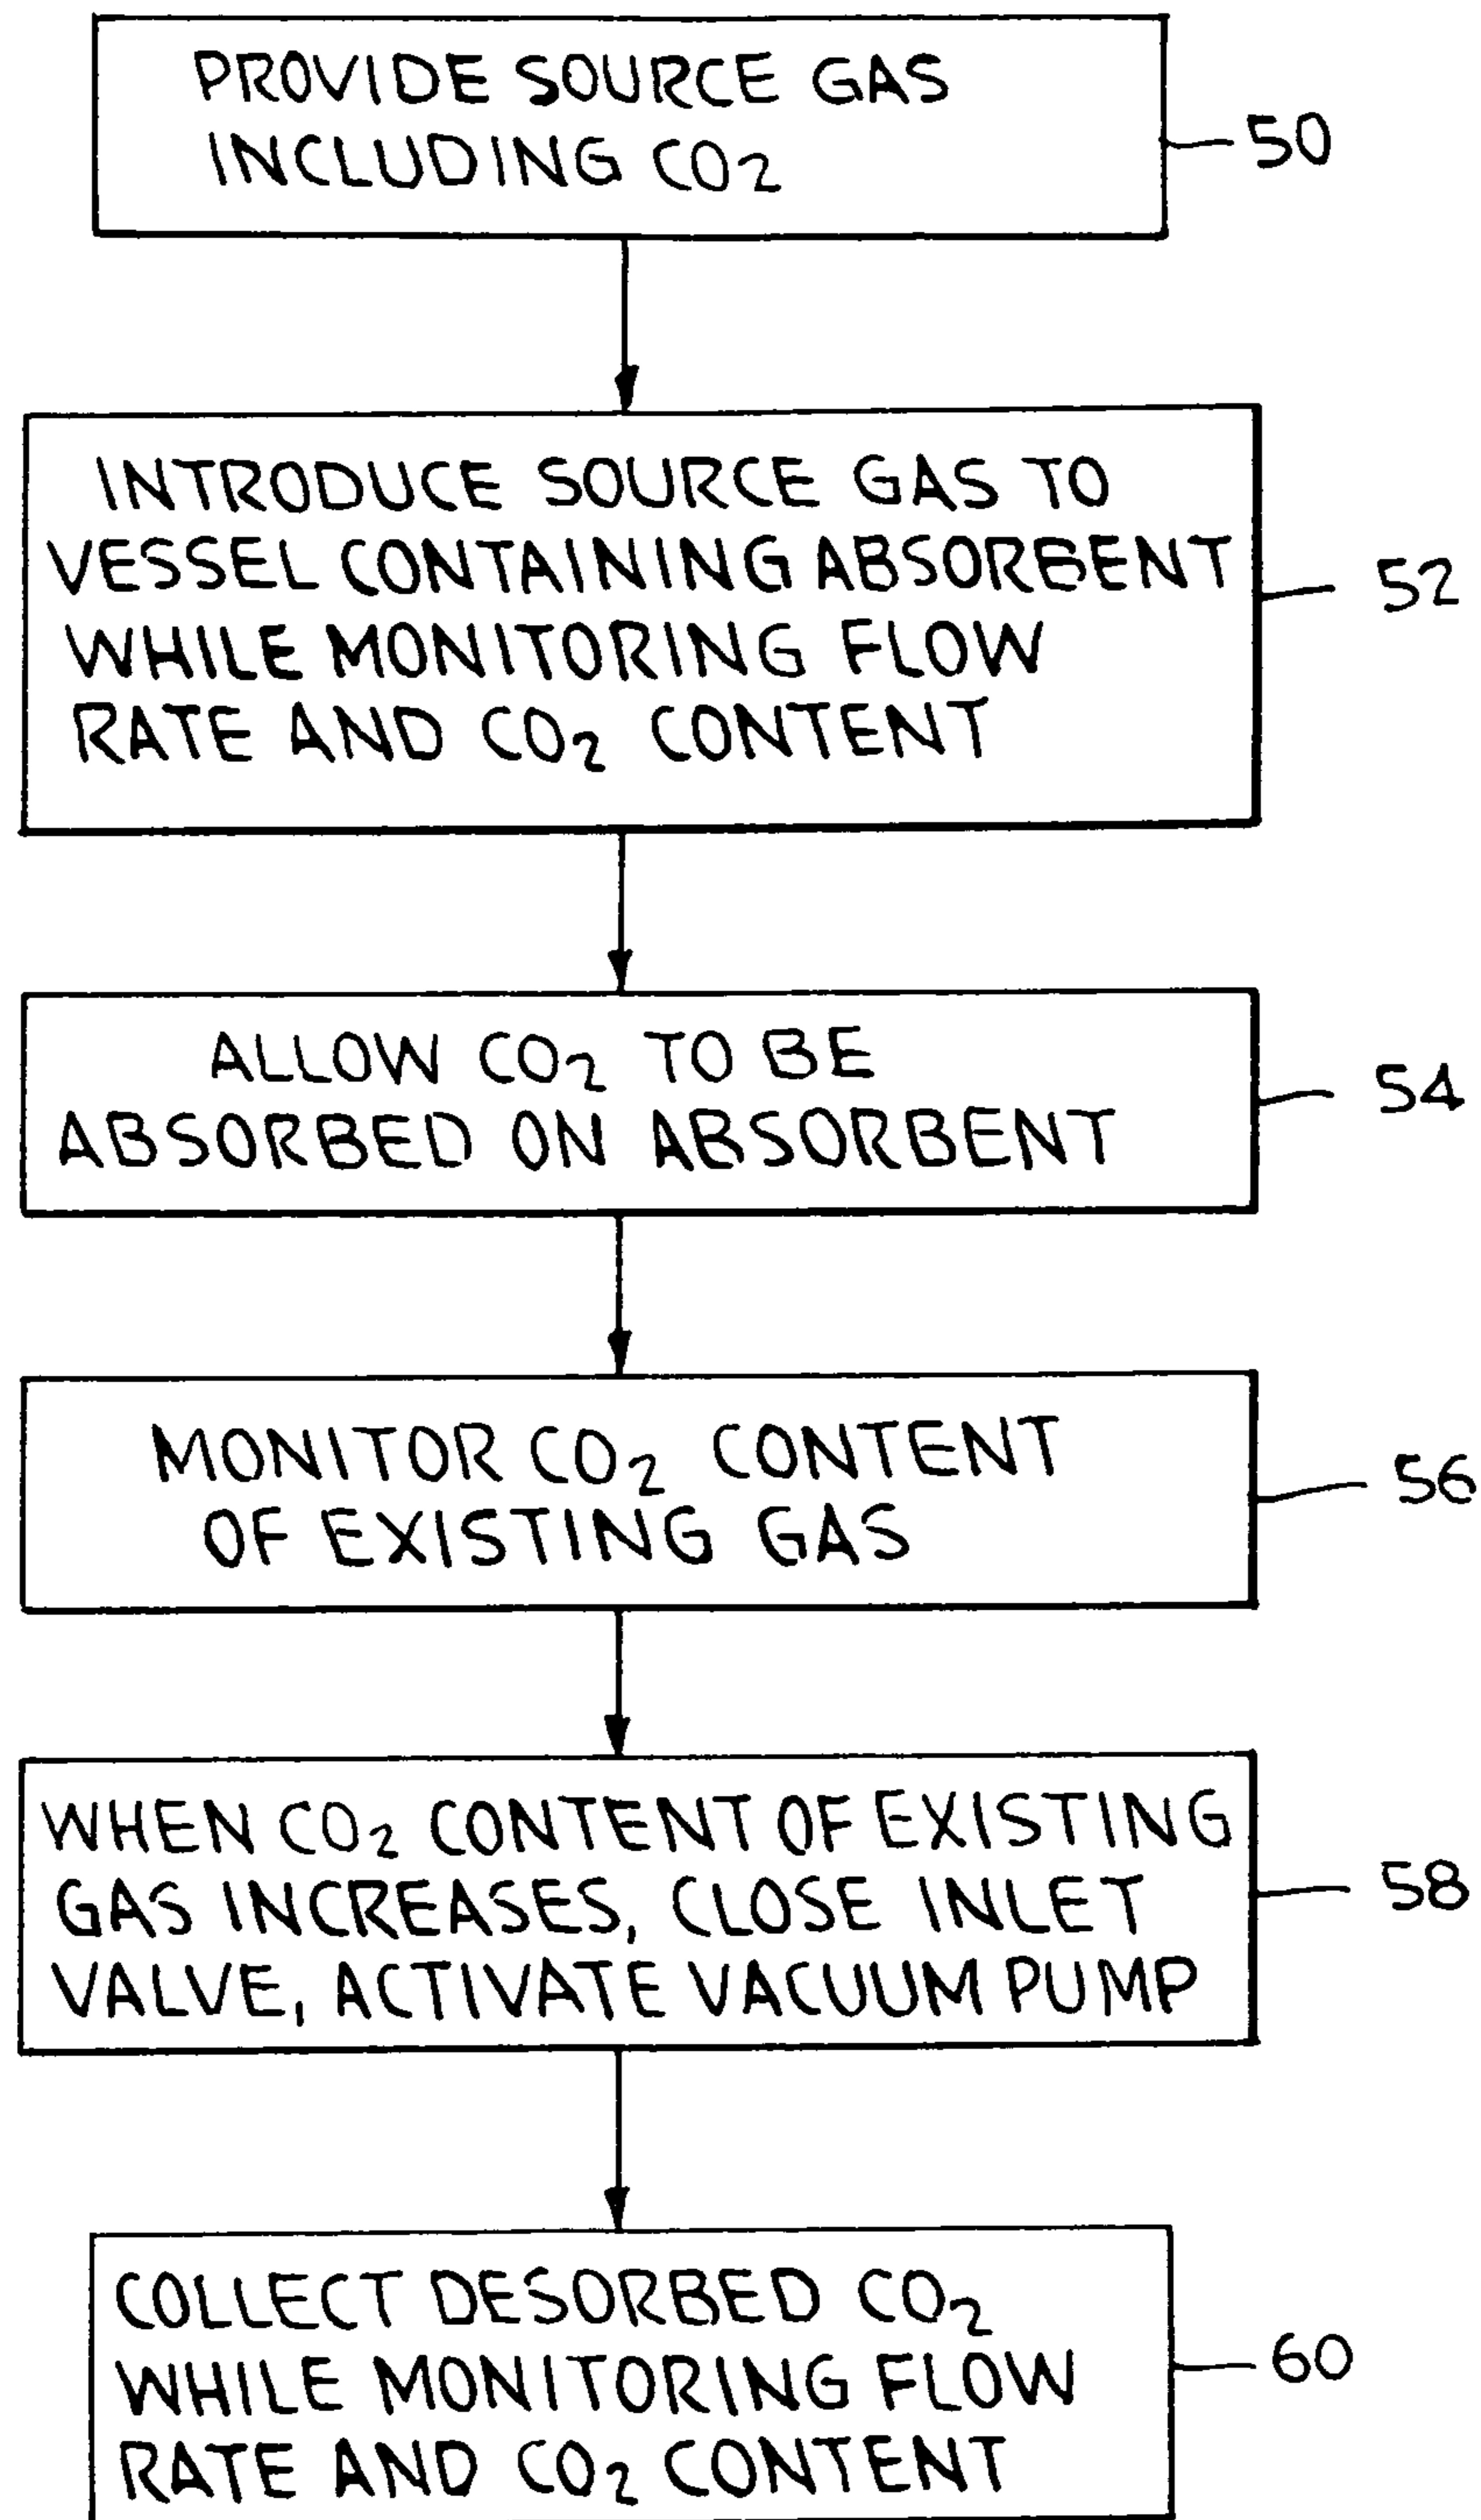 PROVIDE SOURCE GAS
INCLUDING CO2
50
INTRODUCE SOURCE GAS TO
VESSEL CONTAINING ABSORBENT
WHILE MONITORING FLOW
RATE AND CO2 CONTENT
52
ALLOW CO2 TO BE
ABSORBED ON ABSORBENT
54
MONITOR CO2 CONTENT
OF EXISTING GAS
56
WHEN CO2 CONTENT OF EXISTING
GAS INCREASES, CLOSE INLET
VALVE, ACTIVATE VACUUM PUMP
58
COLLECT DESORBED CO2
WHILE MONITORING FLOW
RATE AND CO2 CONTENT
60